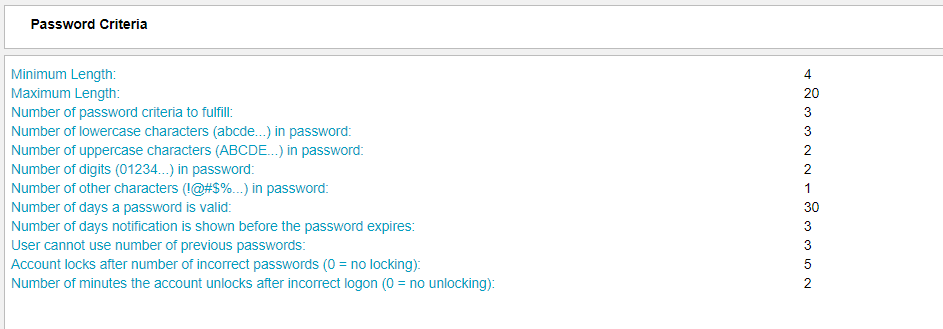 Password Criteria
Minimum Length: 4
Maximum Length: 20
Number of password criteria to fulfill: 3
Number of lowercase characters (abcde...) in password: 3
Number of uppercase characters (ABCDE...) in password: 2
Number of digits (01234...) in password: 2
Number of other characters (!@#$%...) in password: 1
Number of days a password is valid: 30
Number of days notification is shown before the password expires: 3
User cannot use number of previous passwords: 3
Account locks after number of incorrect passwords (0 = no locking): 5
Number of minutes the account unlocks after incorrect logon (0 = no unlocking): 2